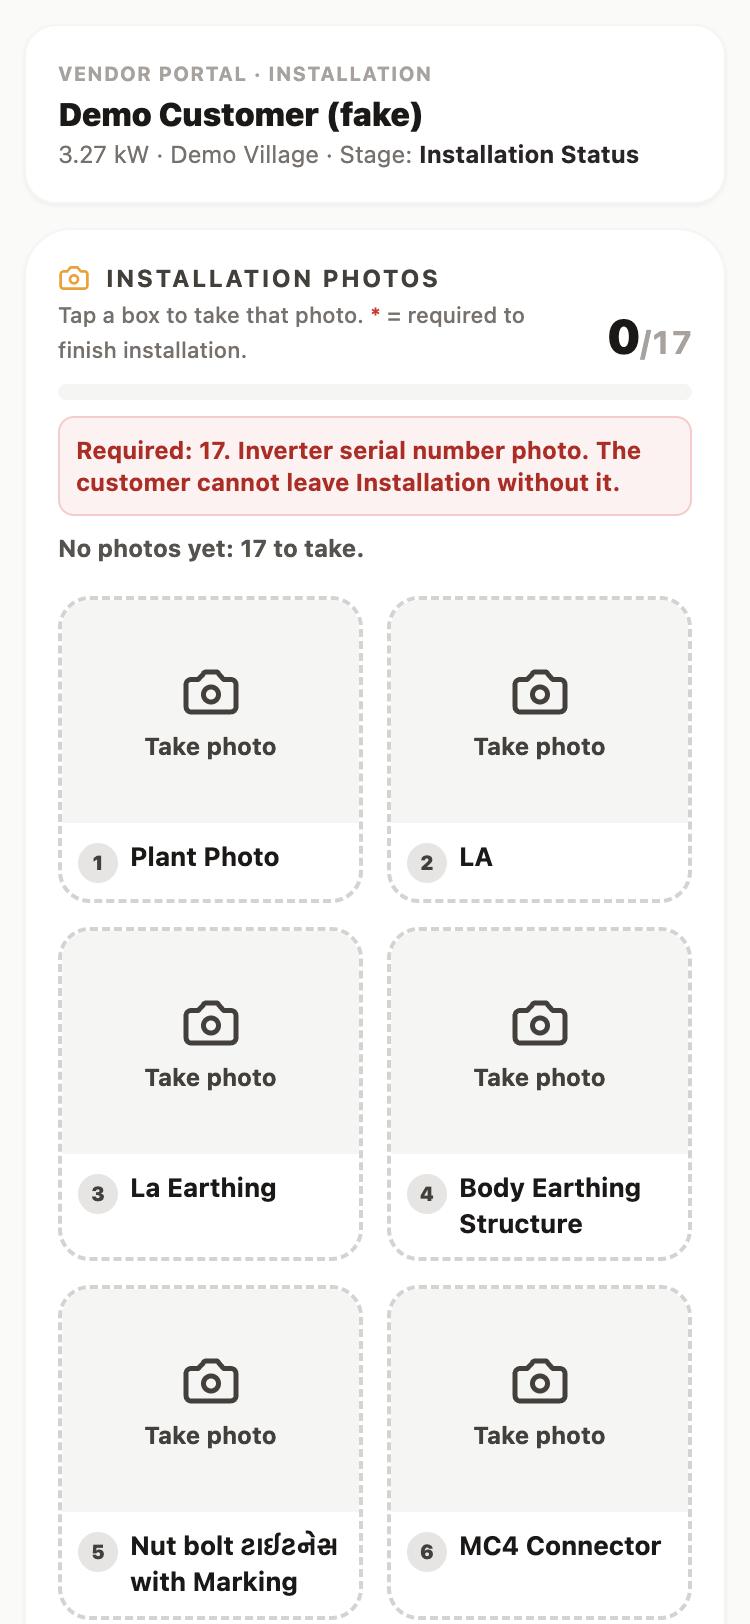 VENDOR PORTAL · INSTALLATION
Demo Customer (fake)
3.27 kW · Demo Village · Stage: Installation Status
INSTALLATION PHOTOS
Tap a box to take that photo. * = required to
finish installation.
0/17
Required: 17. Inverter serial number photo. The
customer cannot leave Installation without it.
No photos yet: 17 to take.
Take photo
1 Plant Photo
Take photo
2 LA
Take photo
3 La Earthing
Take photo
4 Body Earthing
Structure
Take photo
5 Nut bolt ટાઈટનેસ
with Marking
Take photo
6 MC4 Connector